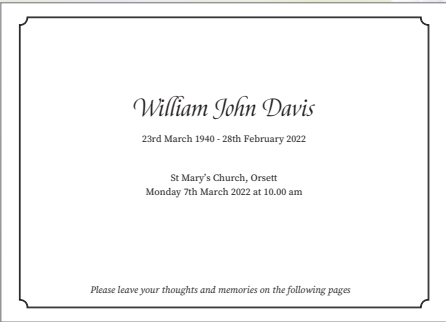 William John Davis
23rd March 1940 - 28th February 2022
St Mary's Church, Orsett
Monday 7th March 2022 at 10.00 am
Please leave your thoughts and memories on the following pages